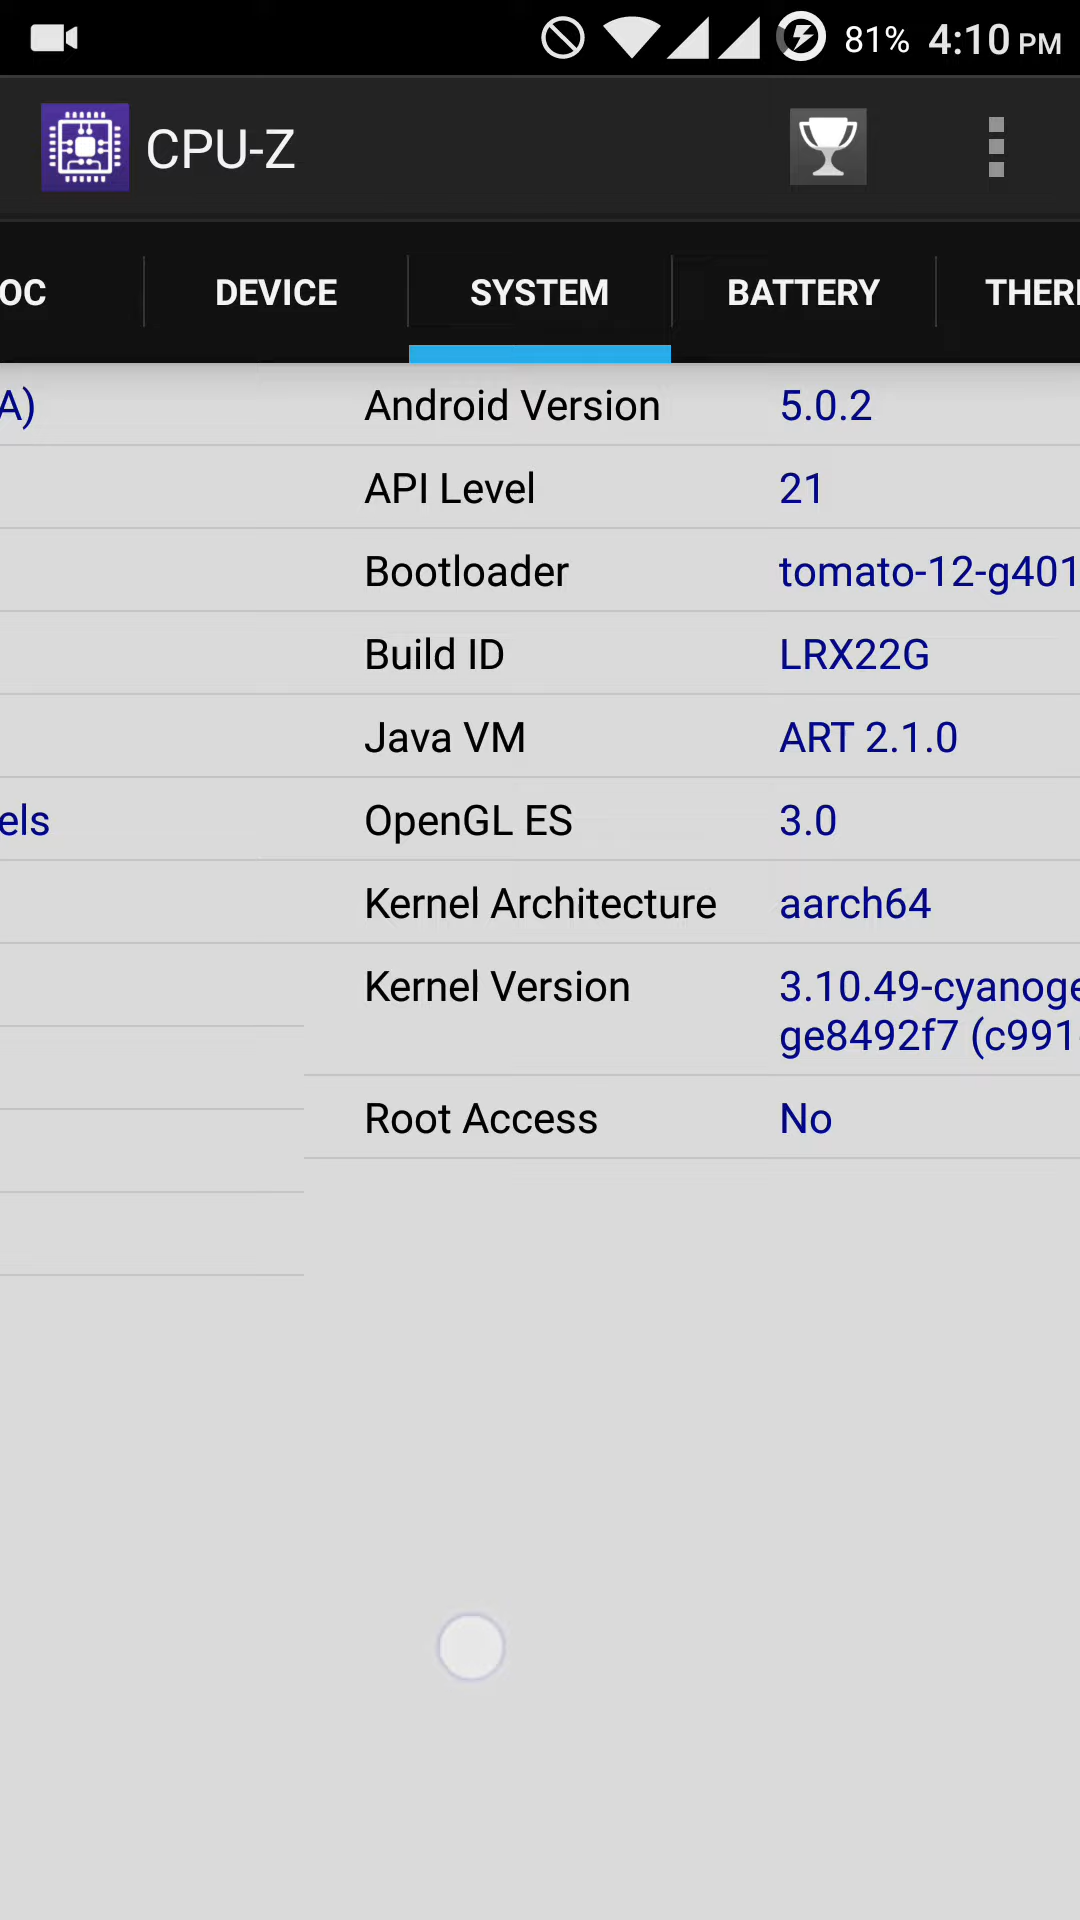 81% 4:10 PM
CPU-Z
OC DEVICE SYSTEM BATTERY THER
A) Android Version 5.0.2
API Level 21
Bootloader tomato-12-g401
Build ID LRX22G
Java VM ART 2.1.0
els OpenGL ES 3.0
Kernel Architecture aarch64
Kernel Version 3.10.49-cyanoge
ge8492f7 (c991
Root Access No